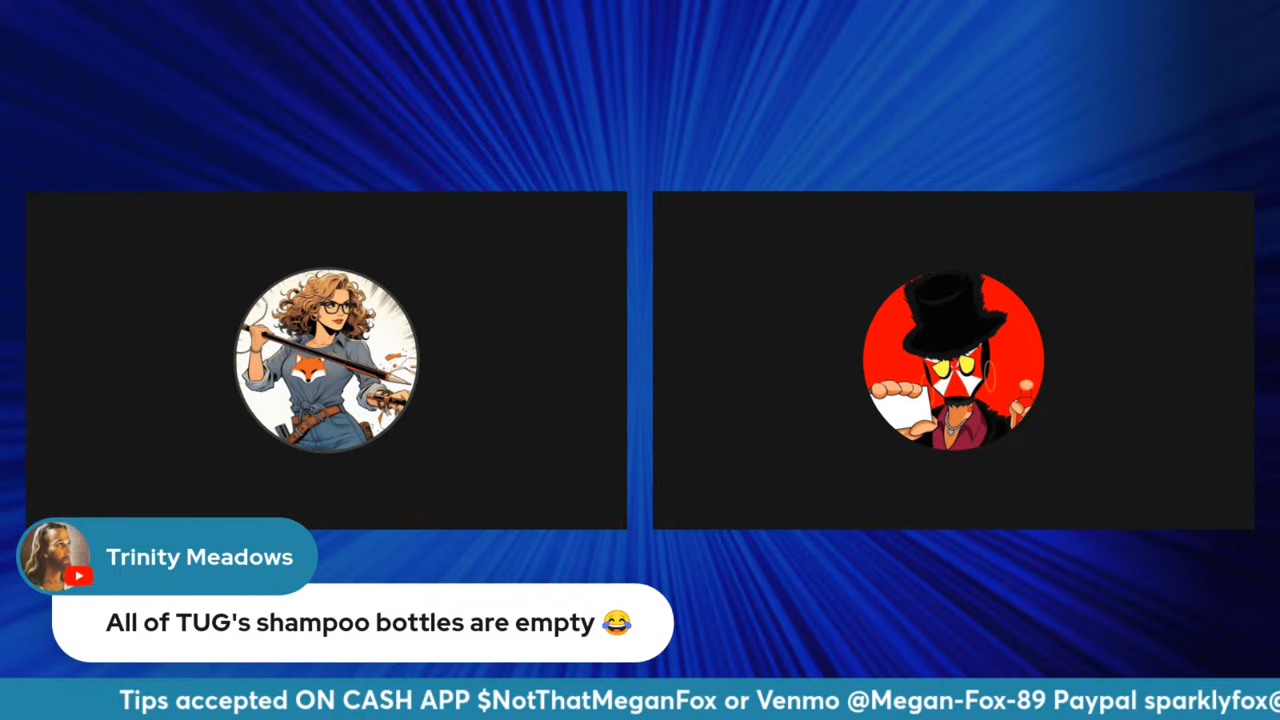 Trinity Meadows
All of TUG's shampoo bottles are empty 😂
Tips accepted ON CASH APP $NotThatMeganFox or Venmo @Megan-Fox-89 Paypal sparklyfox@